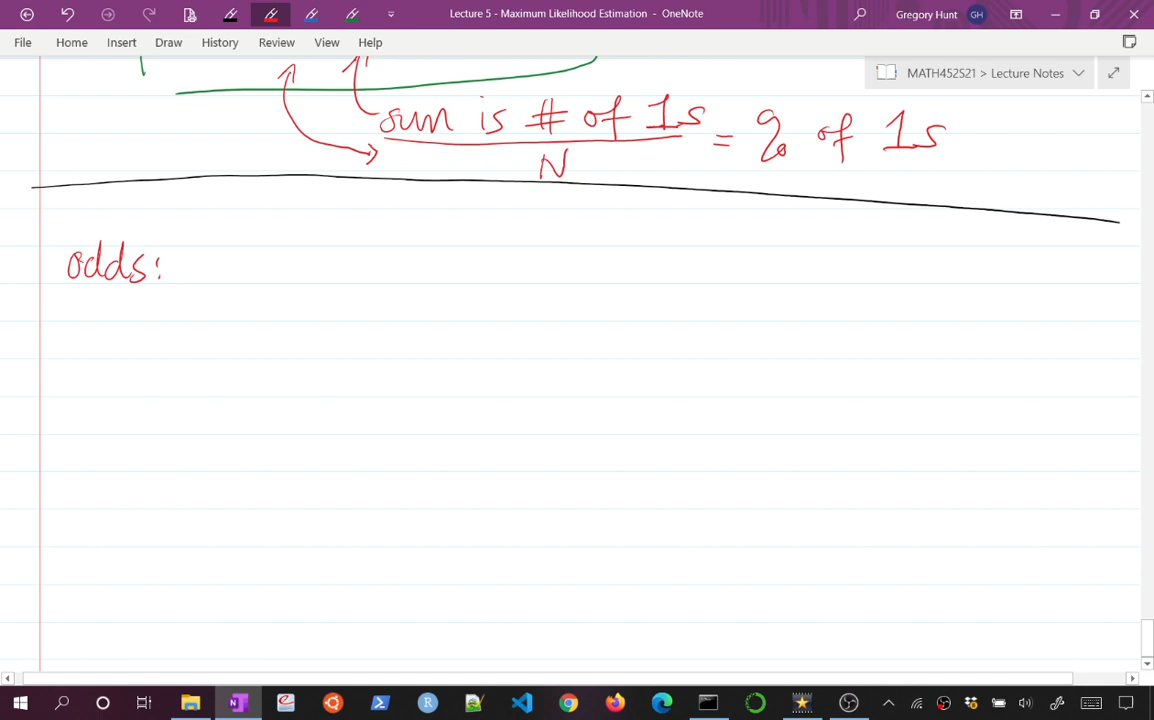 Lecture 5 - Maximum Likelihood Estimation - OneNote
Gregory Hunt GH
File Home Insert Draw History Review View Help
MATH452S21 > Lecture Notes
sum is # of 1s
N
= % of 1s
odds: